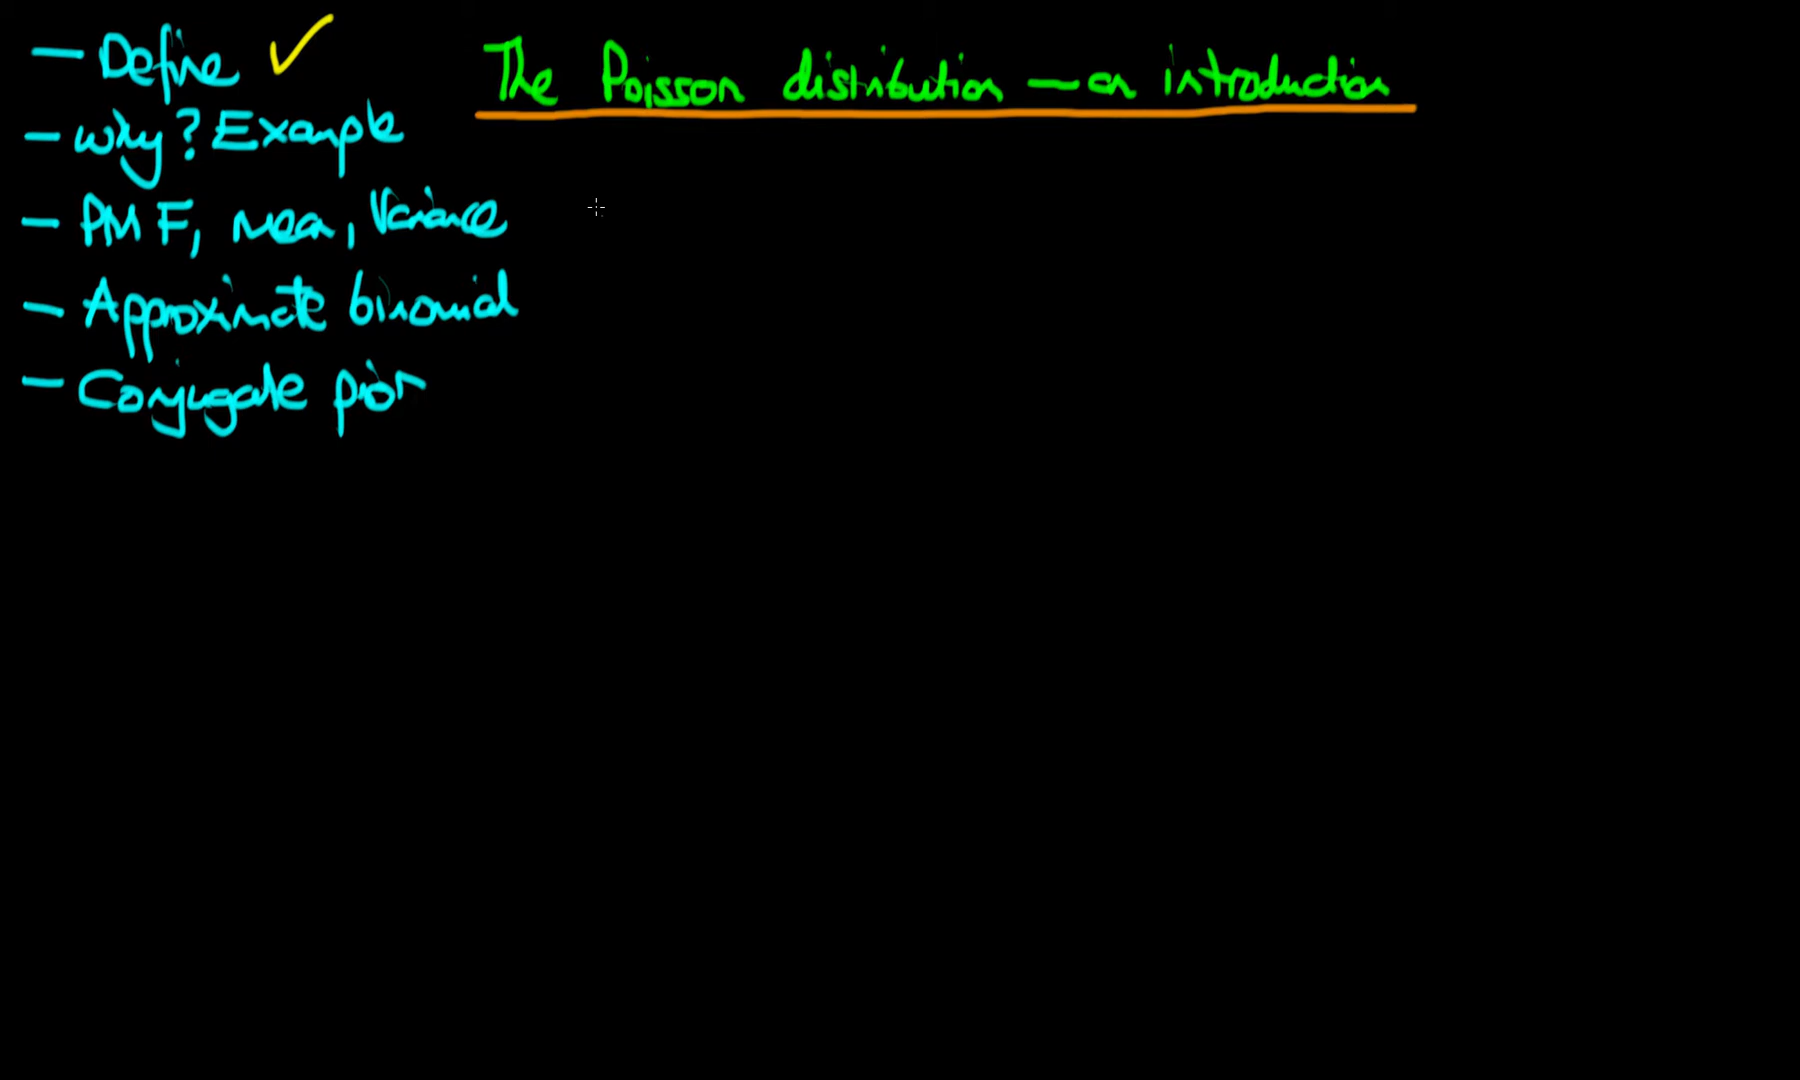 - Define ✓
The Poisson distribution - an introduction
- why? Example
- PMF, mean, Variance
- Approximate binomial
- Conjugate prior